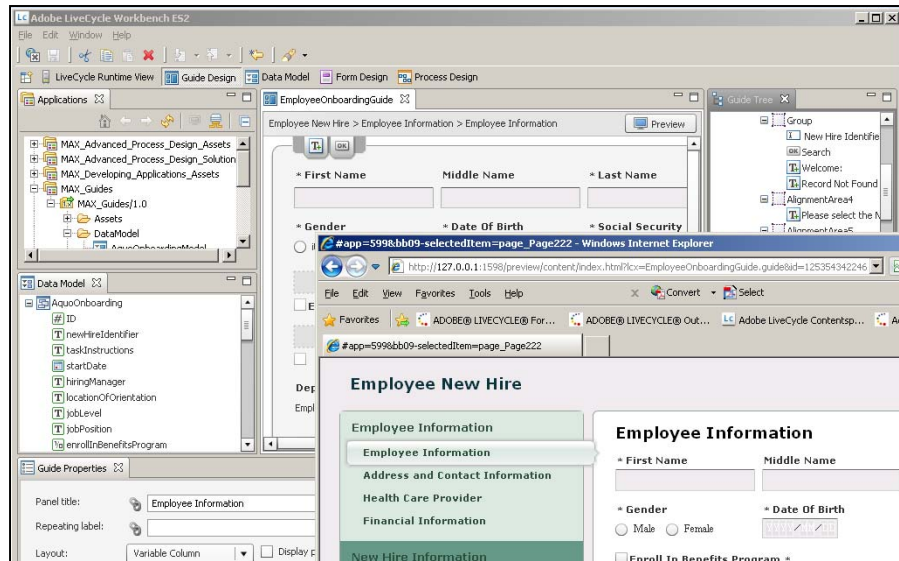 Adobe LiveCycle Workbench ES2
File Edit Window Help
LiveCycle Runtime View Guide Design Data Model Form Design Process Design
Applications
MAX_Advanced_Process_Design_Assets
MAX_Advanced_Process_Design_Solution
MAX_Developing_Applications_Assets
MAX_Guides
MAX_Guides/1.0
Assets
DataModel
EmployeeOnboardingGuide
Employee New Hire > Employee Information > Employee Information
Preview
* First Name Middle Name * Last Name
* Gender * Date Of Birth * Social Security
Guide Tree
Group
New Hire Identifie
Search
Welcome:
Record Not Found
AlignmentArea4
Please select the N
Data Model
AquoOnboarding
ID
newHireIdentifier
taskInstructions
startDate
hiringManager
locationOfOrientation
jobLevel
jobPosition
enrollInBenefitsProgram
Guide Properties
Panel title: Employee Information
Repeating label:
Layout: Variable Column Display
Dep
Empl
#app=599&bb09-selectedItem=page_Page222 - Windows Internet Explorer
http://127.0.0.1:1598/preview/content/index.html?lcx=EmployeeOnboardingGuide.guide&id=125354342246
File Edit View Favorites Tools Help
Convert Select
Favorites ADOBE® LIVECYCLE® For... ADOBE® LIVECYCLE® Out... Adobe LiveCycle Contentsp...
#app=599&bb09-selectedItem=page_Page222
Employee New Hire
Employee Information
Employee Information
Address and Contact Information
Health Care Provider
Financial Information
New Hire Information
Employee Information
* First Name Middle Name
* Gender * Date Of Birth
Male Female
Enroll In Benefits Program *